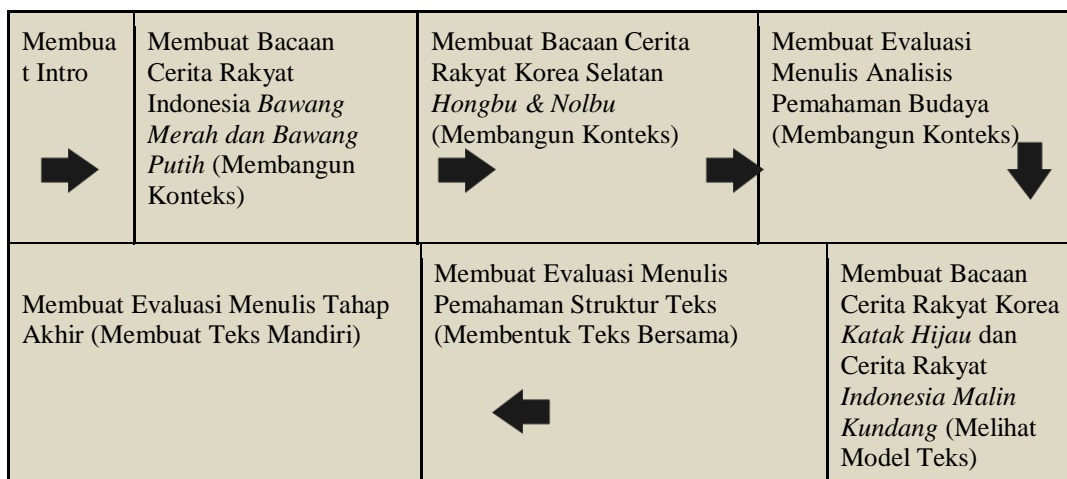 Membua
t Intro
Membuat Bacaan
Cerita Rakyat
Indonesia Bawang
Merah dan Bawang
Putih (Membangun
Konteks)
Membuat Bacaan Cerita
Rakyat Korea Selatan
Hongbu & Nolbu
(Membangun Konteks)
Membuat Evaluasi
Menulis Analisis
Pemahaman Budaya
(Membangun Konteks)
Membuat Evaluasi Menulis Tahap
Akhir (Membuat Teks Mandiri)
Membuat Evaluasi Menulis
Pemahaman Struktur Teks
(Membentuk Teks Bersama)
Membuat Bacaan
Cerita Rakyat Korea
Katak Hijau dan
Cerita Rakyat
Indonesia Malin
Kundang (Melihat
Model Teks)